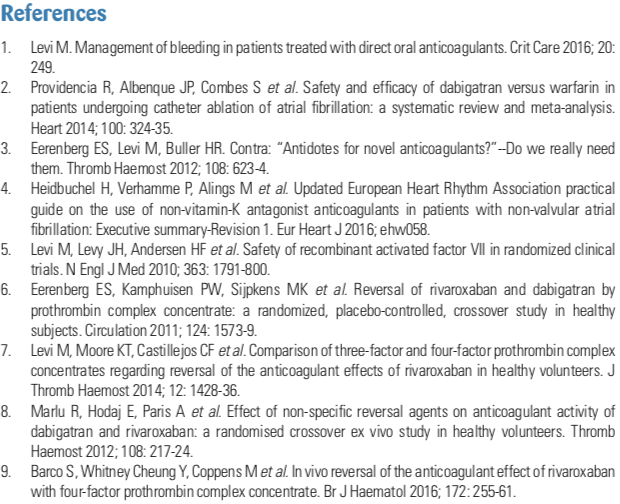 References
1. Levi M. Management of bleeding in patients treated with direct oral anticoagulants. Crit Care 2016; 20:
249.
2. Providencia R, Albenque JP, Combes S et al. Safety and efficacy of dabigatran versus warfarin in
patients undergoing catheter ablation of atrial fibrillation: a systematic review and meta-analysis.
Heart 2014; 100: 324-35.
3. Eerenberg ES, Levi M, Buller HR. Contra: “Antidotes for novel anticoagulants?”--Do we really need
them. Thromb Haemost 2012; 108: 623-4.
4. Heidbuchel H, Verhamme P, Alings M et al. Updated European Heart Rhythm Association practical
guide on the use of non-vitamin-K antagonist anticoagulants in patients with non-valvular atrial
fibrillation: Executive summary-Revision 1. Eur Heart J 2016; ehw058.
5. Levi M, Levy JH, Andersen HF et al. Safety of recombinant activated factor VII in randomized clinical
trials. N Engl J Med 2010; 363: 1791-800.
6. Eerenberg ES, Kamphuisen PW, Sijpkens MK et al. Reversal of rivaroxaban and dabigatran by
prothrombin complex concentrate: a randomized, placebo-controlled, crossover study in healthy
subjects. Circulation 2011; 124: 1573-9.
7. Levi M, Moore KT, Castillejos CF et al. Comparison of three-factor and four-factor prothrombin complex
concentrates regarding reversal of the anticoagulant effects of rivaroxaban in healthy volunteers. J
Thromb Haemost 2014; 12: 1428-36.
8. Marlu R, Hodaj E, Paris A et al. Effect of non-specific reversal agents on anticoagulant activity of
dabigatran and rivaroxaban: a randomised crossover ex vivo study in healthy volunteers. Thromb
Haemost 2012; 108: 217-24.
9. Barco S, Whitney Cheung Y, Coppens M et al. In vivo reversal of the anticoagulant effect of rivaroxaban
with four-factor prothrombin complex concentrate. Br J Haematol 2016; 172: 255-61.